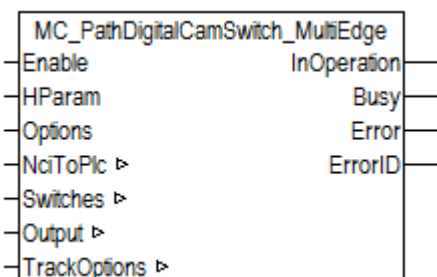 MC_PathDigitalCamSwitch_MultiEdge
Enable InOperation
HParam Busy
Options Error
NciToPlc ErrorID
Switches
Output
TrackOptions